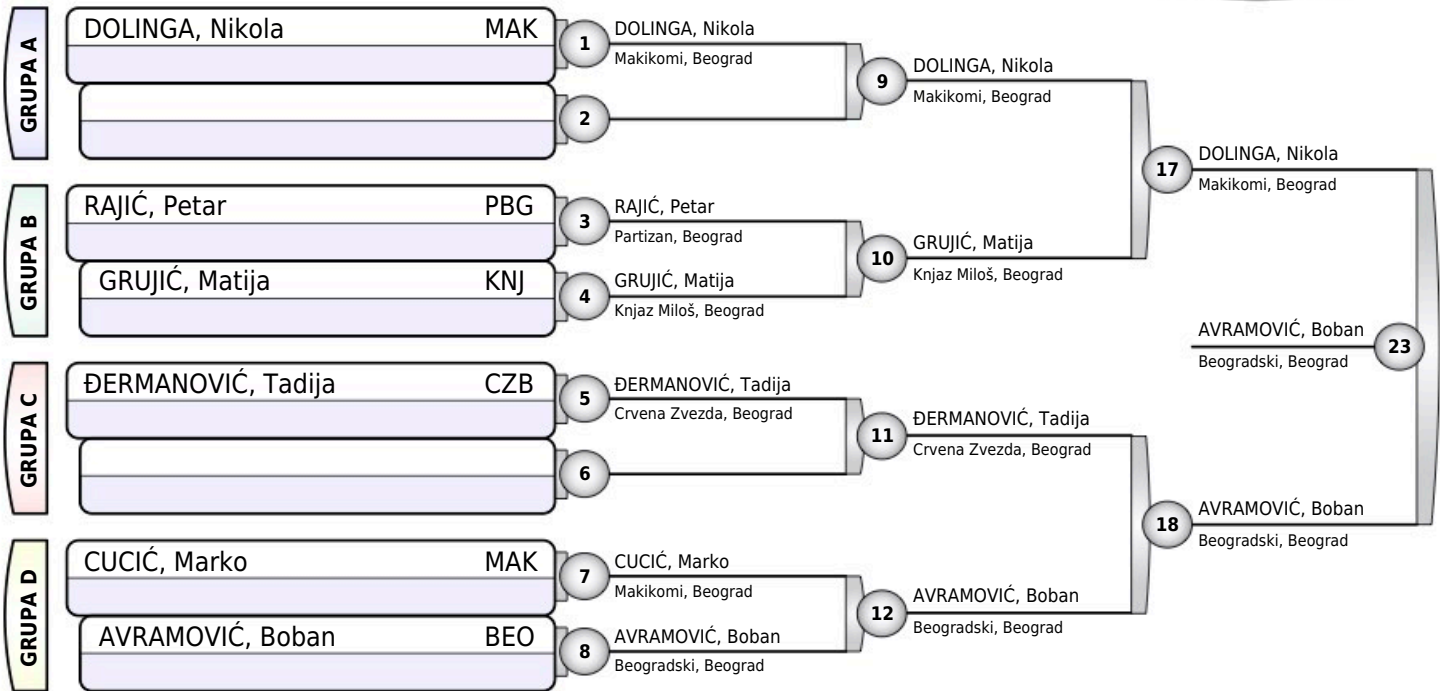 GRUPA A
DOLINGA, Nikola MAK
1
DOLINGA, Nikola
Makikomi, Beograd
2
9
DOLINGA, Nikola
Makikomi, Beograd
GRUPA B
RAJIĆ, Petar PBG
3
RAJIĆ, Petar
Partizan, Beograd
GRUJIĆ, Matija KNJ
4
GRUJIĆ, Matija
Knjaz Miloš, Beograd
10
GRUJIĆ, Matija
Knjaz Miloš, Beograd
17
DOLINGA, Nikola
Makikomi, Beograd
GRUPA C
ĐERMANOVIĆ, Tadija CZB
5
ĐERMANOVIĆ, Tadija
Crvena Zvezda, Beograd
6
11
ĐERMANOVIĆ, Tadija
Crvena Zvezda, Beograd
GRUPA D
CUCIĆ, Marko MAK
7
CUCIĆ, Marko
Makikomi, Beograd
AVRAMOVIĆ, Boban BEO
8
AVRAMOVIĆ, Boban
Beogradski, Beograd
12
AVRAMOVIĆ, Boban
Beogradski, Beograd
18
AVRAMOVIĆ, Boban
Beogradski, Beograd
AVRAMOVIĆ, Boban
Beogradski, Beograd
23